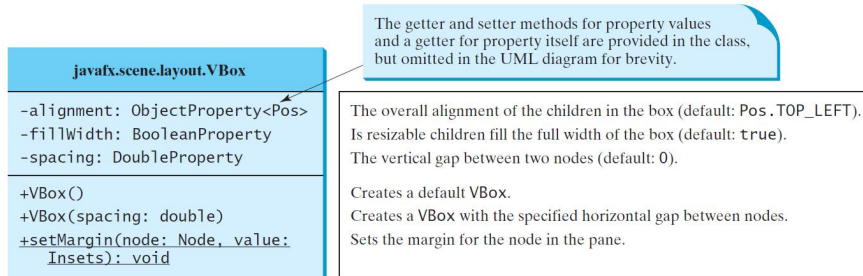 The getter and setter methods for property values
and a getter for property itself are provided in the class,
but omitted in the UML diagram for brevity.
javafx.scene.layout.VBox
-alignment: ObjectProperty<Pos>
-fillWidth: BooleanProperty
-spacing: DoubleProperty
+VBox()
+VBox(spacing: double)
+setMargin(node: Node, value:
Insets): void
The overall alignment of the children in the box (default: Pos.TOP_LEFT).
Is resizable children fill the full width of the box (default: true).
The vertical gap between two nodes (default: 0).
Creates a default VBox.
Creates a VBox with the specified horizontal gap between nodes.
Sets the margin for the node in the pane.